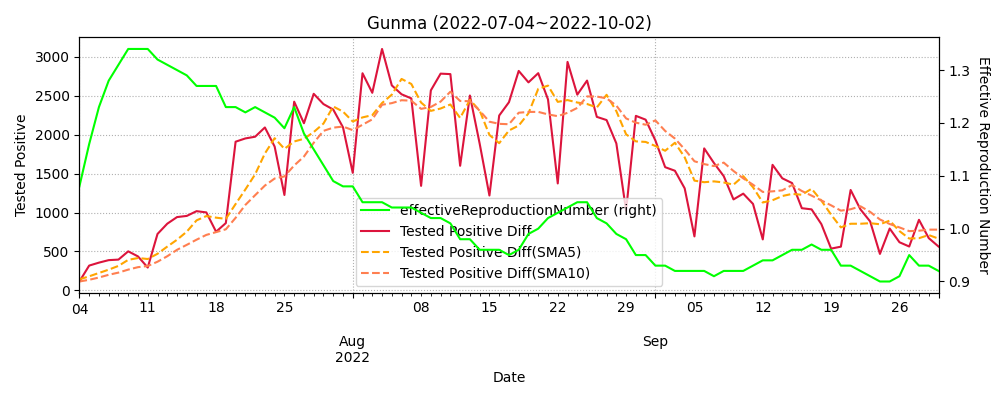 Gunma (2022-07-04~2022-10-02)
3000
2500
2000
1500
1000
500
0
Tested Positive
1.3
1.2
1.1
1.0
0.9
Effective Reproduction Number
effectiveReproductionNumber (right)
Tested Positive Diff
Tested Positive Diff(SMA5)
Tested Positive Diff(SMA10)
04 11 18 25 08 15 22 29 05 12 19 26
Aug Sep
2022
Date